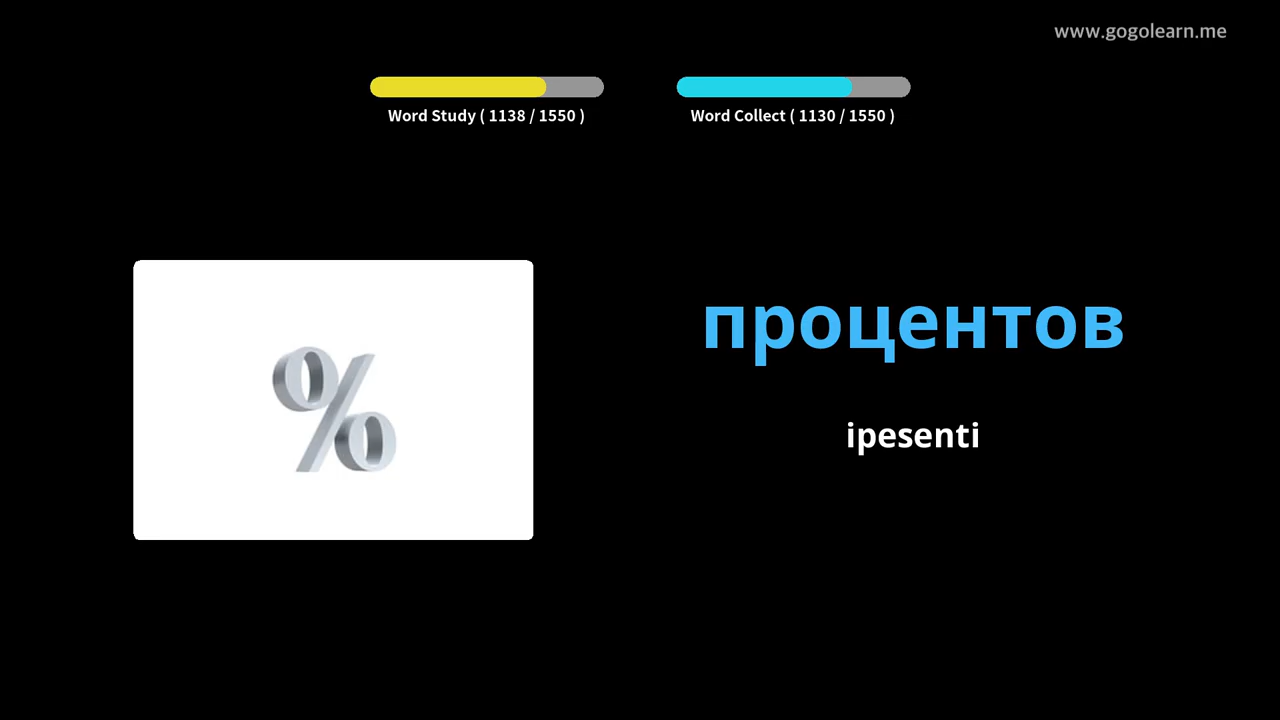 www.gogolearn.me
Word Study ( 1138 / 1550 )
Word Collect ( 1130 / 1550 )
%
процентов
ipesenti